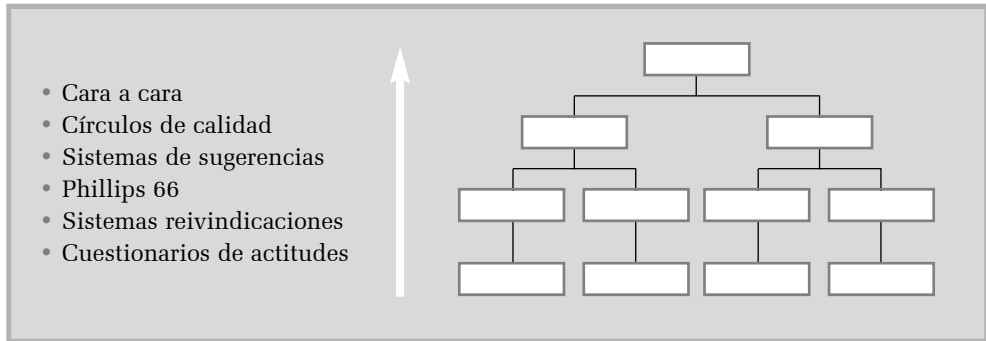 • Cara a cara
• Círculos de calidad
• Sistemas de sugerencias
• Phillips 66
• Sistemas reivindicaciones
• Cuestionarios de actitudes